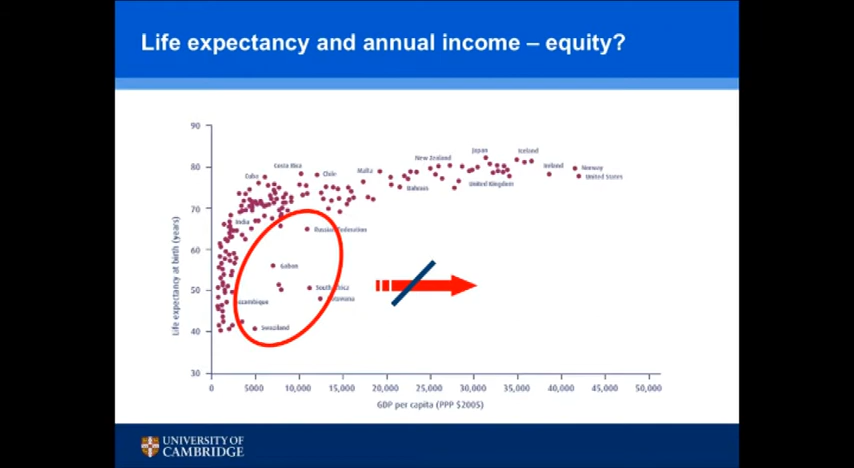 Life expectancy and annual income – equity?
90
80
70
60
50
40
30
Life expectancy at birth (years)
Cuba
Costa Rica
Chile
Malta
New Zealand
Japan
Iceland
Ireland
Norway
United States
United Kingdom
Bahrain
India
Russian Federation
Gabon
South Africa
Botswana
Mozambique
Swaziland
0
5000
10,000
15,000
20,000
25,000
30,000
35,000
40,000
45,000
50,000
GDP per capita (PPP $2005)
UNIVERSITY OF
CAMBRIDGE